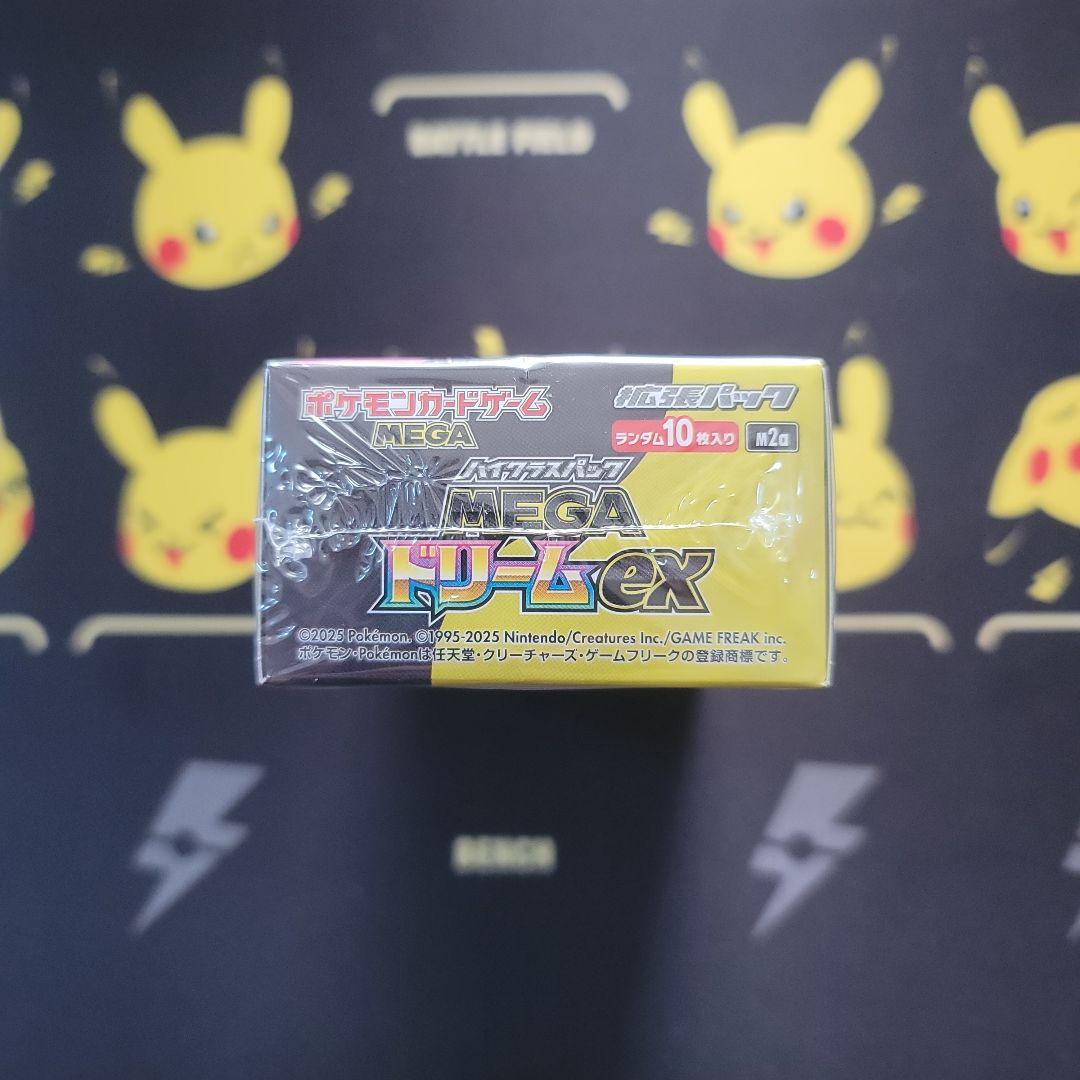 BATTLE FIELD
ポケモンカードゲーム
MEGA
拡張パック
ランダム10枚入り
M2a
ハイクラスパック
MEGA
ドリームex
©2025 Pokémon. ©1995-2025 Nintendo/Creatures Inc./GAME FREAK inc.
ポケモン・Pokémonは任天堂・クリーチャーズ・ゲームフリークの登録商標です。
BENCH